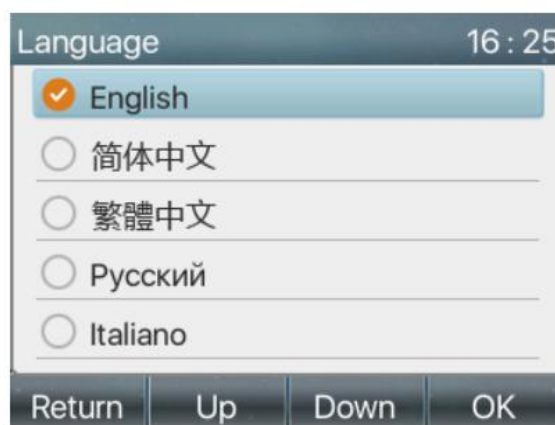 Language 16 : 25
English
简体中文
繁體中文
Русский
Italiano
Return Up Down OK